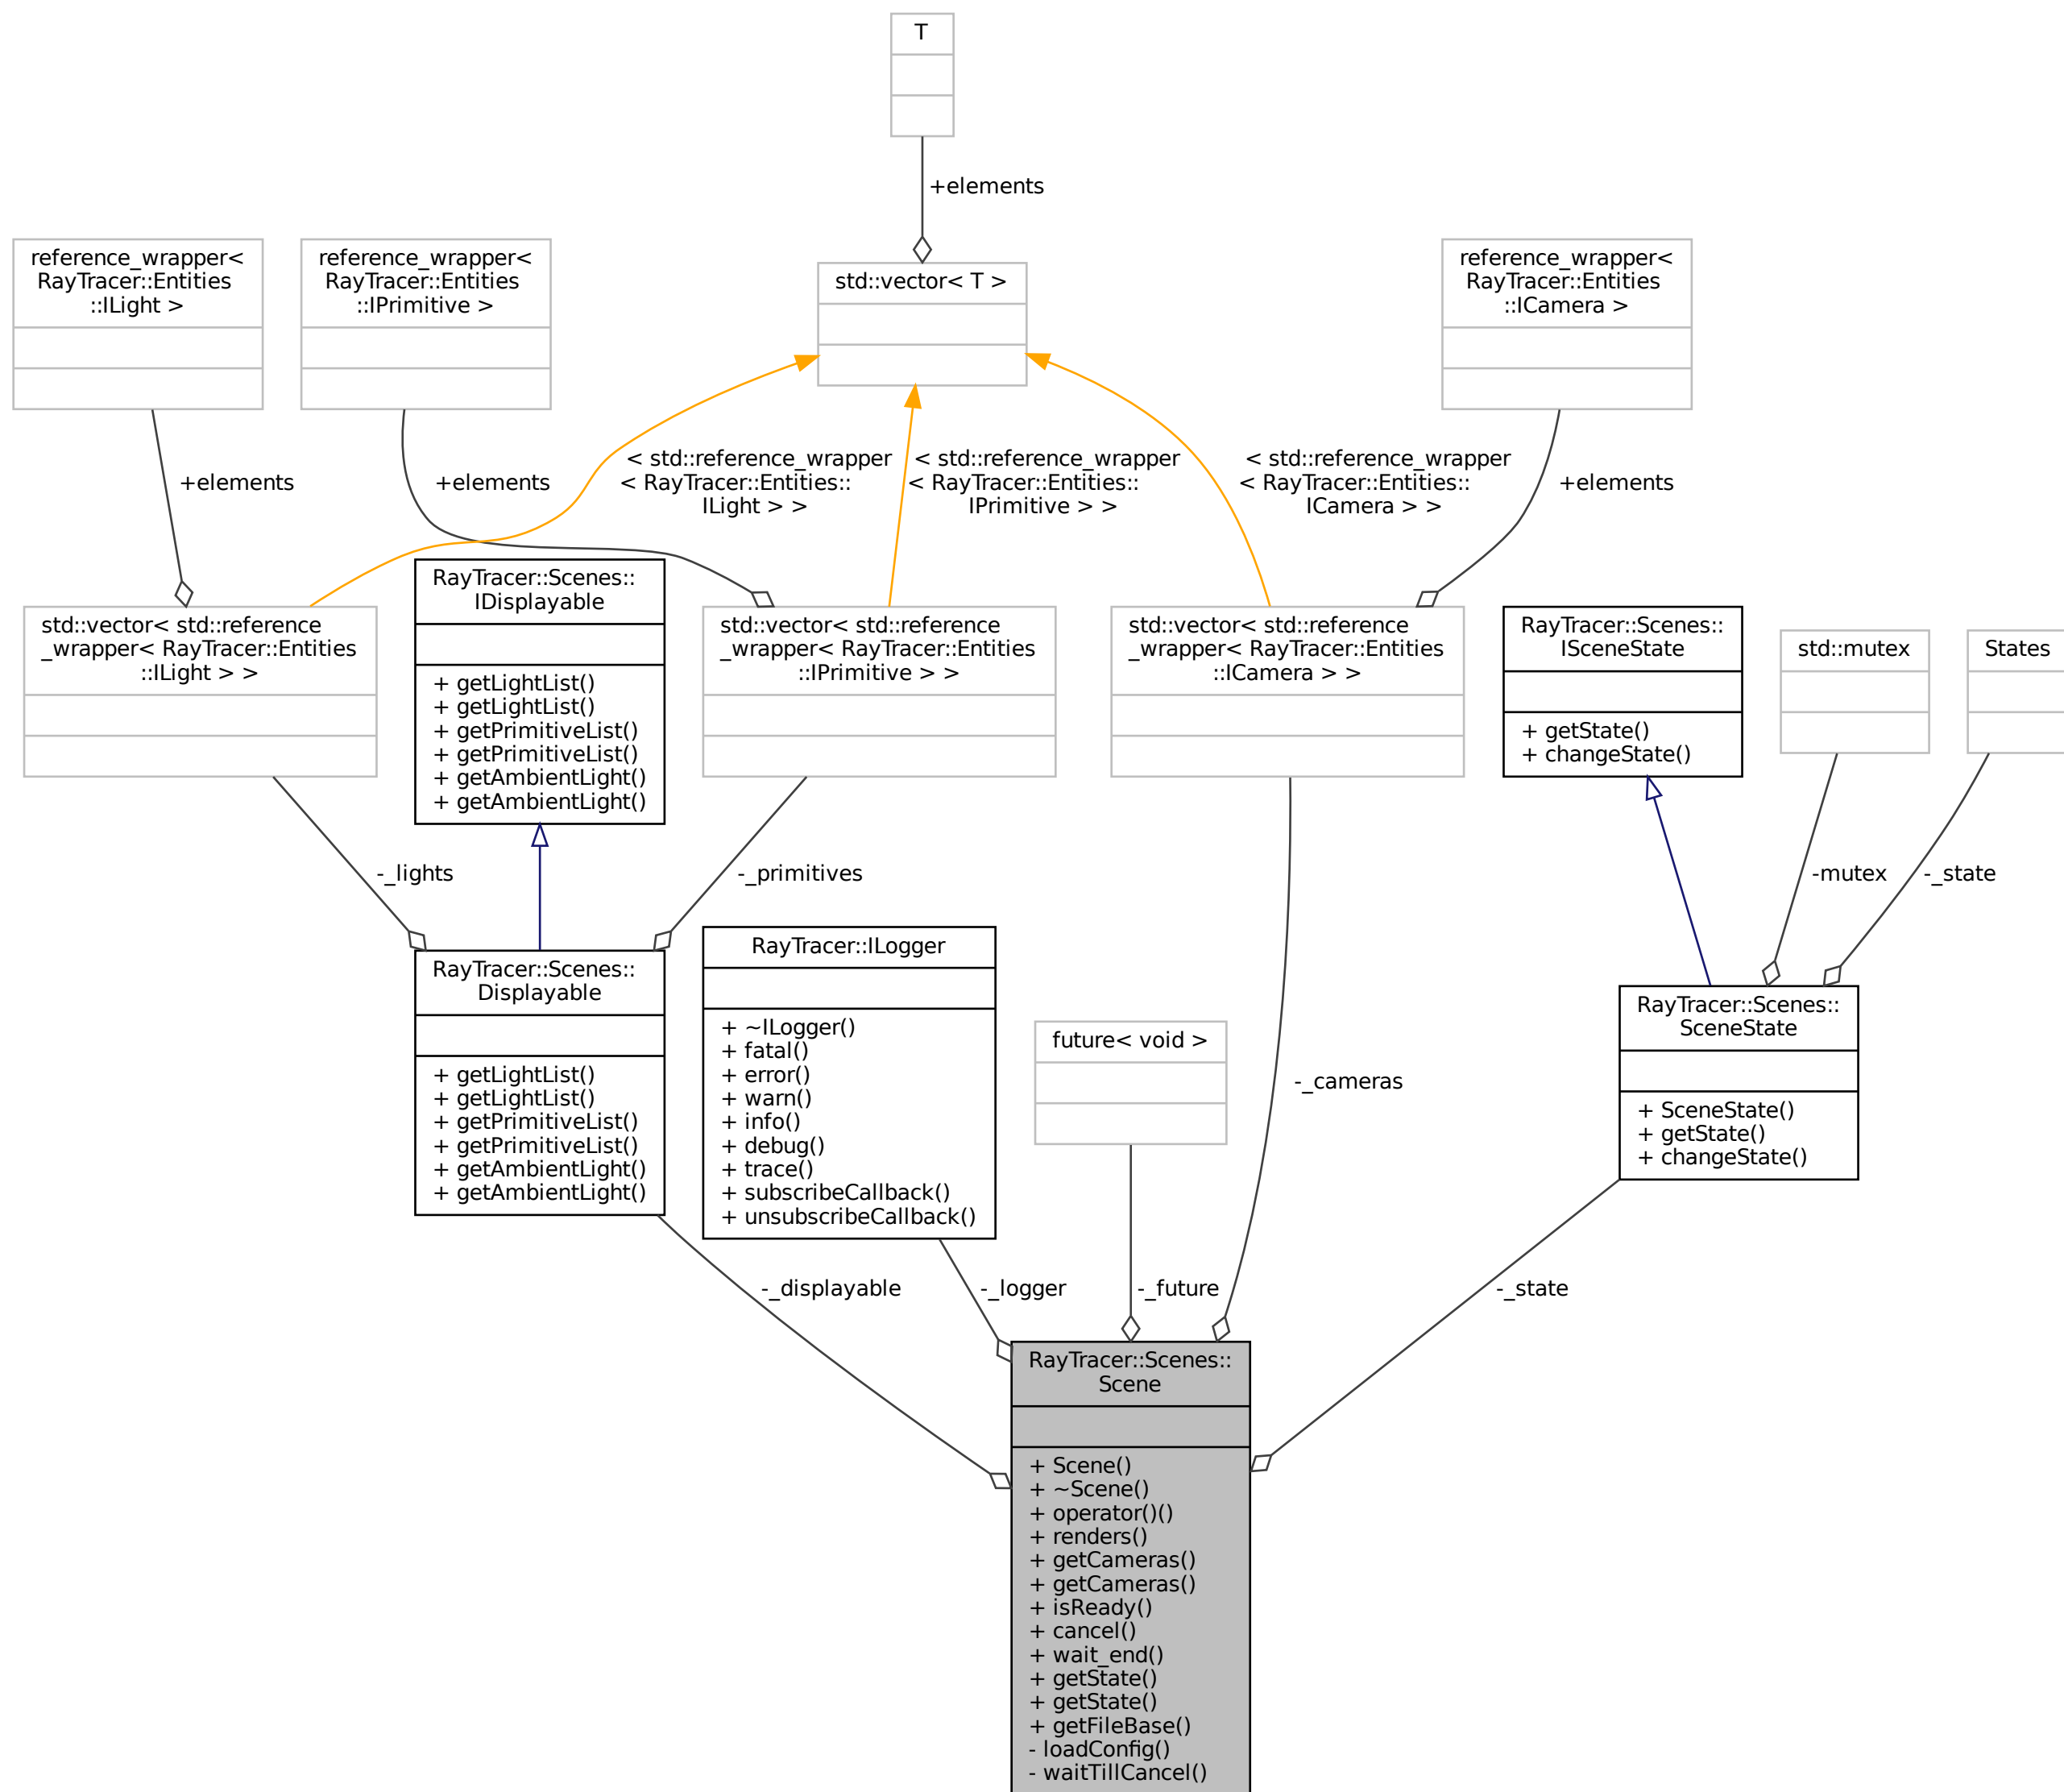 T
+elements
reference_wrapper<
RayTracer::Entities
::ILight >
reference_wrapper<
RayTracer::Entities
::IPrimitive >
std::vector< T >
reference_wrapper<
RayTracer::Entities
::ICamera >
+elements
+elements
< std::reference_wrapper
< RayTracer::Entities::
ILight > >
< std::reference_wrapper
< RayTracer::Entities::
IPrimitive > >
< std::reference_wrapper
< RayTracer::Entities::
ICamera > >
+elements
std::vector< std::reference
_wrapper< RayTracer::Entities
::ILight > >
RayTracer::Scenes::
IDisplayable
+ getLightList()
+ getLightList()
+ getPrimitiveList()
+ getPrimitiveList()
+ getAmbientLight()
+ getAmbientLight()
std::vector< std::reference
_wrapper< RayTracer::Entities
::IPrimitive > >
std::vector< std::reference
_wrapper< RayTracer::Entities
::ICamera > >
RayTracer::Scenes::
ISceneState
+ getState()
+ changeState()
std::mutex
States
-_lights
-_primitives
-mutex
-_state
RayTracer::Scenes::
Displayable
+ getLightList()
+ getLightList()
+ getPrimitiveList()
+ getPrimitiveList()
+ getAmbientLight()
+ getAmbientLight()
RayTracer::ILogger
+ ~ILogger()
+ fatal()
+ error()
+ warn()
+ info()
+ debug()
+ trace()
+ subscribeCallback()
+ unsubscribeCallback()
future< void >
-_cameras
RayTracer::Scenes::
SceneState
+ SceneState()
+ getState()
+ changeState()
-_displayable
-_logger
-_future
-_state
RayTracer::Scenes::
Scene
+ Scene()
+ ~Scene()
+ operator()()
+ renders()
+ getCameras()
+ getCameras()
+ isReady()
+ cancel()
+ wait_end()
+ getState()
+ getState()
+ getFileBase()
- loadConfig()
- waitTillCancel()